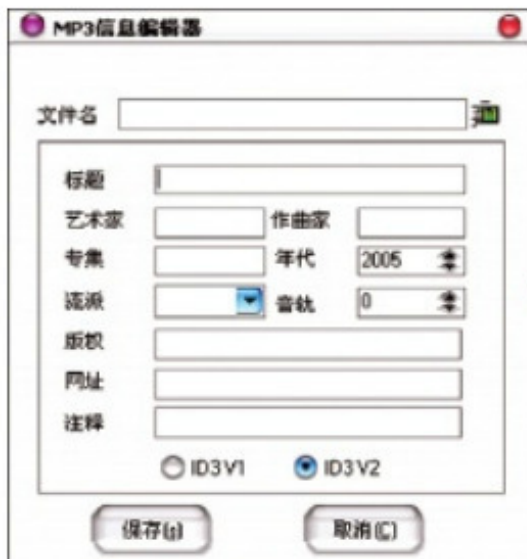 MP3信息编辑器
文件名
标题
艺术家 作曲家
专集 年代 2005
流派 音轨 0
版权
网址
注释
ID3V1 ID3V2
保存(s) 取消(C)